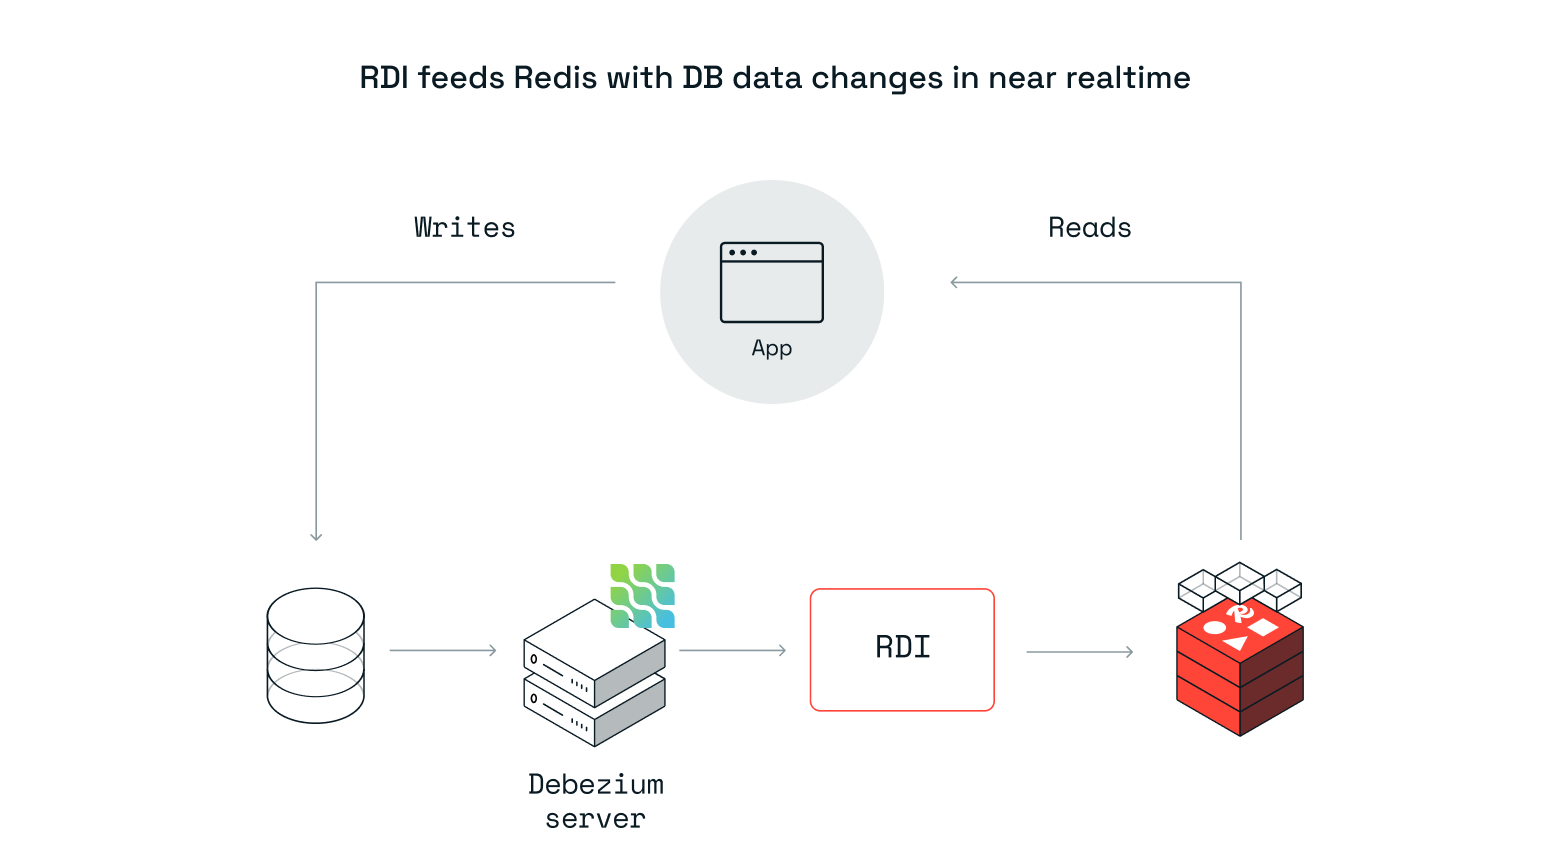 RDI feeds Redis with DB data changes in near realtime
Writes
Reads
App
RDI
Debezium
server